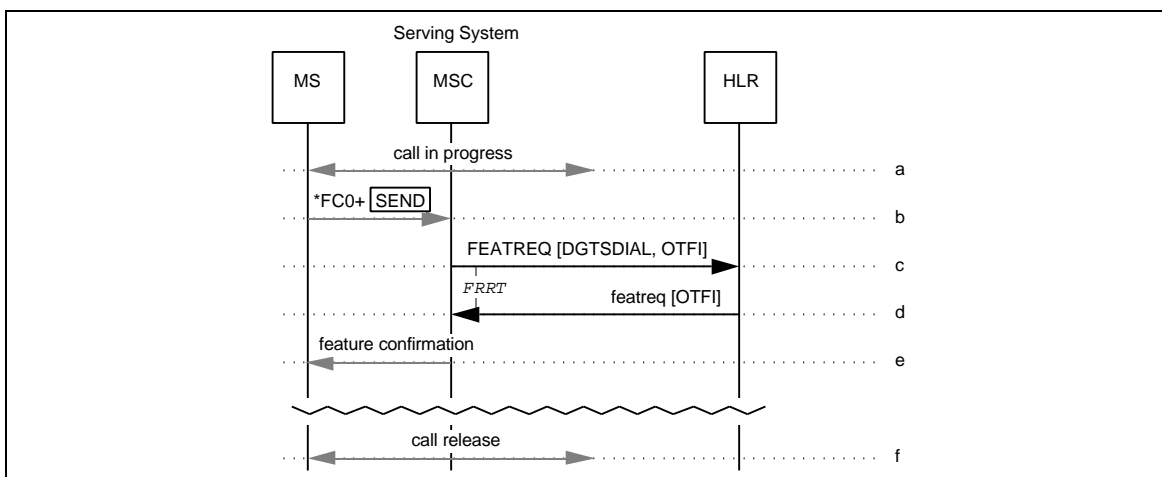 Serving System
MS MSC HLR
call in progress a
*FC0+ SEND b
FEATREQ [DGTSDIAL, OTFI] c
FRRT
featreq [OTFI] d
feature confirmation e
call release f